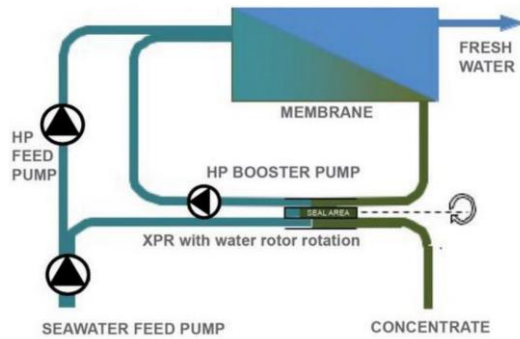 FRESH
WATER
MEMBRANE
HP
FEED
PUMP
HP BOOSTER PUMP
SEAL AREA
XPR with water rotor rotation
SEAWATER FEED PUMP
CONCENTRATE